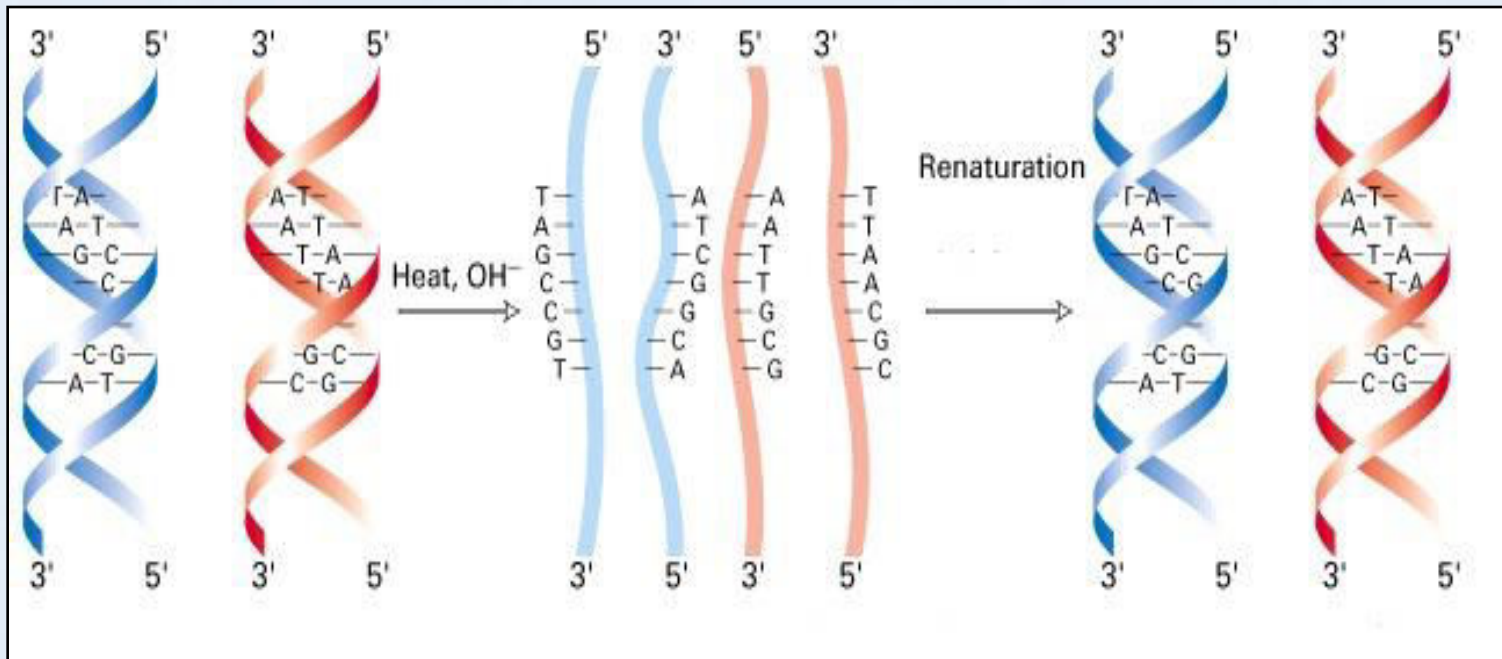 3' 5'
T-A
A-T
G-C
C
C-G
A-T
3' 5'
3' 5'
A-T
A-T
T-A
T-A
G-C
C-G
3' 5'
Heat, OH⁻
5'
T
A
G
C
C
G
T
3'
3'
A
T
C
G
G
C
A
5'
5'
A
A
T
T
G
C
G
3'
3'
T
T
A
A
C
G
C
5'
Renaturation
3' 5'
T-A
A-T
G-C
C-G
C-G
A-T
3' 5'
3' 5'
A-T
A-T
T-A
T-A
G-C
C-G
3' 5'